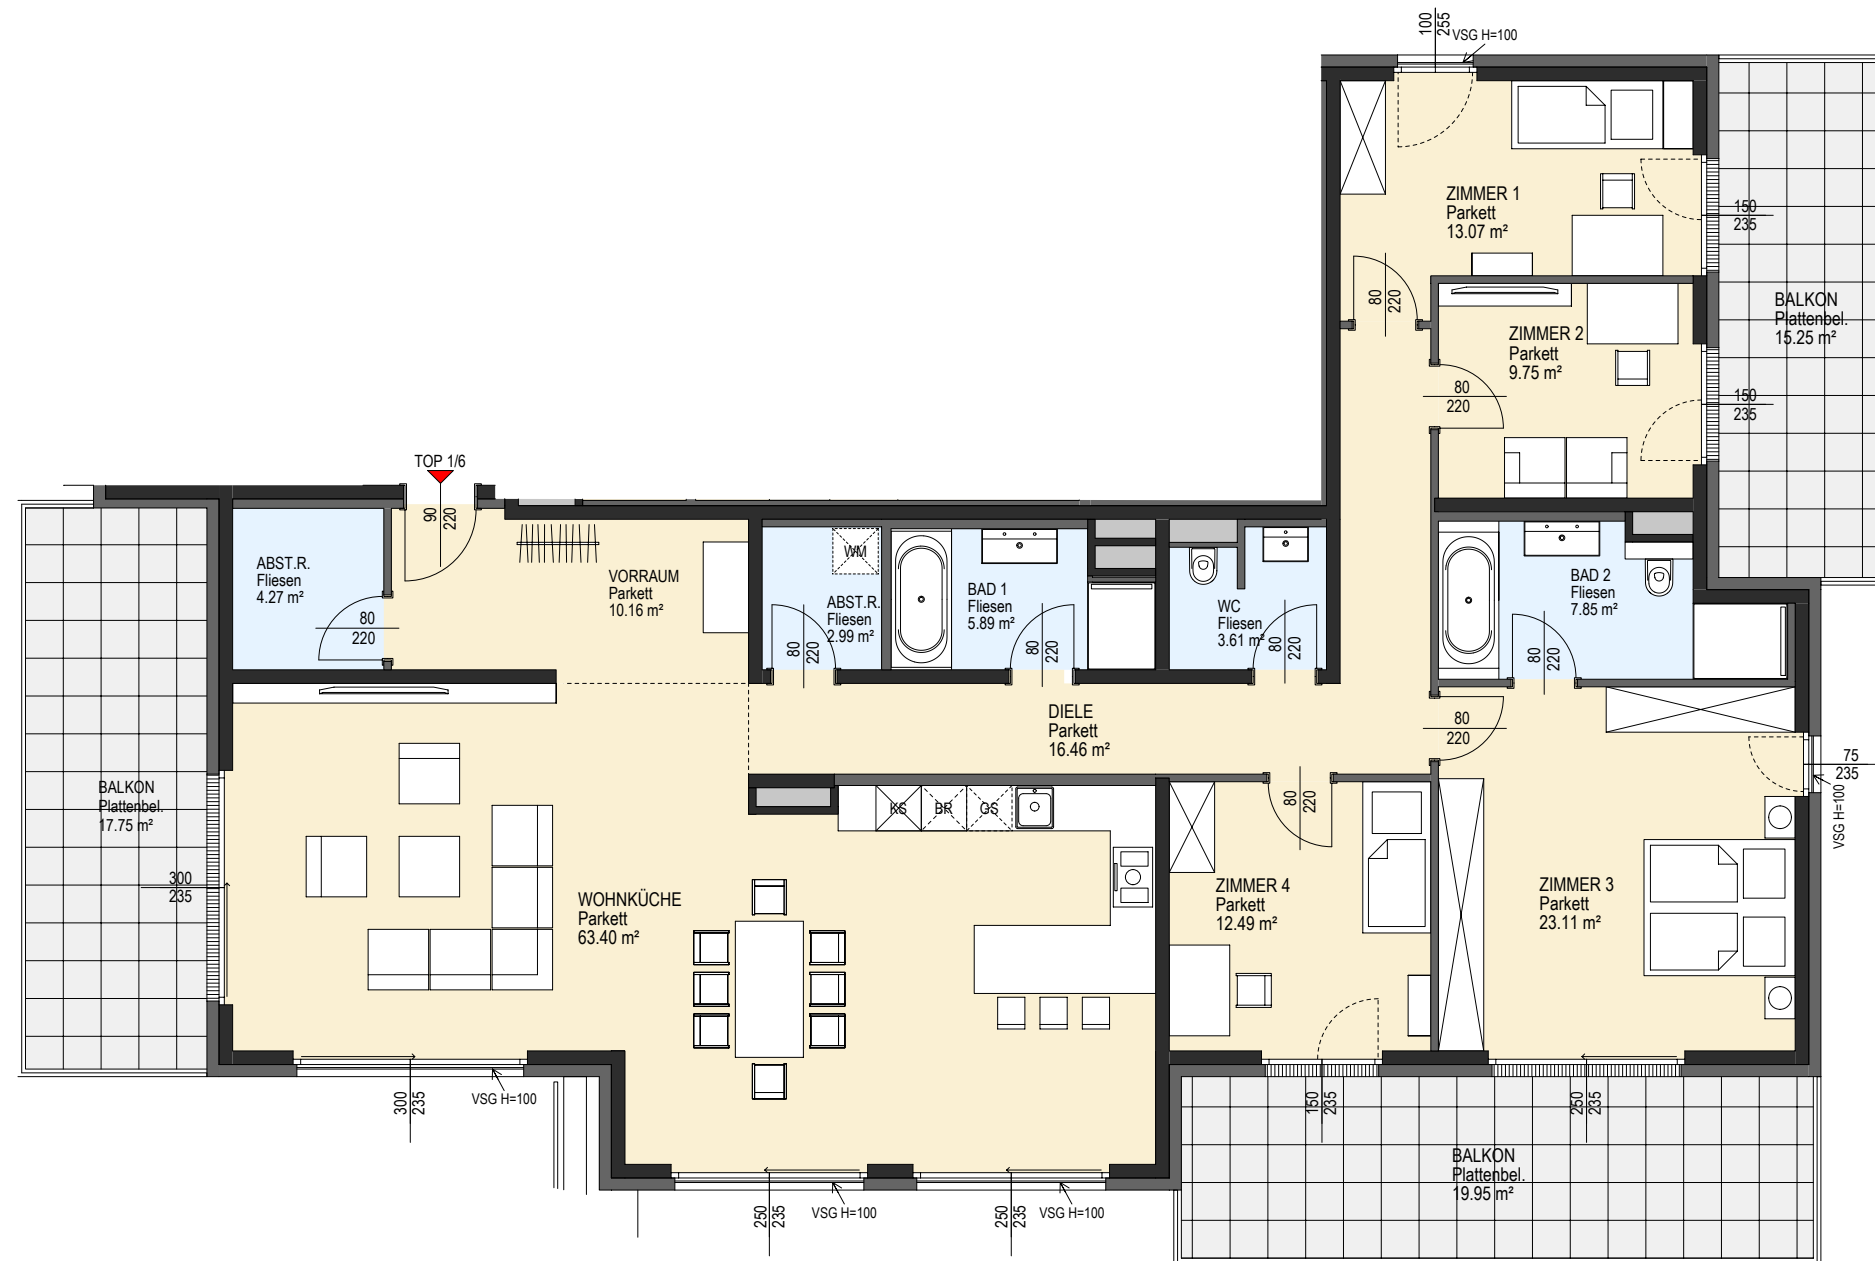 100
255
VSG H=100
ZIMMER 1
Parkett
13.07 m²
150
235
80
220
BALKON
Plattenbel.
15.25 m²
ZIMMER 2
Parkett
9.75 m²
80
220
150
235
TOP 1/6
90
220
ABST.R.
Fliesen
4.27 m²
80
220
VORRAUM
Parkett
10.16 m²
WM
ABST.R.
Fliesen
2.99 m²
80
220
BAD 1
Fliesen
5.89 m²
80
220
WC
Fliesen
3.61 m²
80
220
BAD 2
Fliesen
7.85 m²
80
220
DIELE
Parkett
16.46 m²
80
220
75
235
VSG H=100
BALKON
Plattenbel.
17.75 m²
300
235
KS
BR
GS
80
220
WOHNKÜCHE
Parkett
63.40 m²
ZIMMER 4
Parkett
12.49 m²
ZIMMER 3
Parkett
23.11 m²
300
235
VSG H=100
150
235
250
235
BALKON
Plattenbel.
19.95 m²
250
235
VSG H=100
250
235
VSG H=100